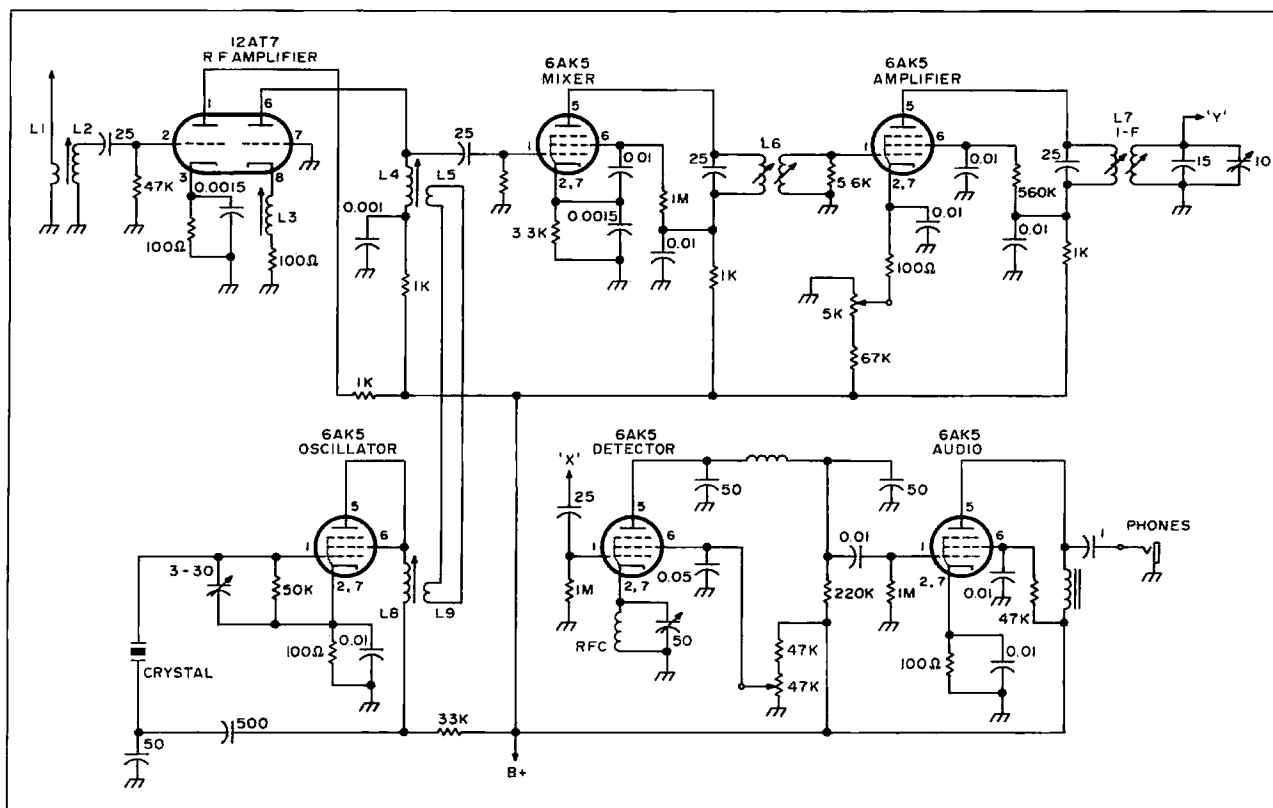 12AT7
R F AMPLIFIER
6AK5
MIXER
6AK5
AMPLIFIER
L1
L2
25
2
1
6
7
3
8
47K
0.0015
100Ω
L3
100Ω
L4
L5
25
0.001
1K
1K
5
1
6
2,7
0.01
0.0015
3.3K
1M
0.01
25
1K
L6
5.6K
5
1
6
2,7
0.01
0.01
100Ω
5K
67K
560K
0.01
25
1K
L7
I-F
'Y'
15
10
6AK5
OSCILLATOR
5
1
6
2,7
3-30
50K
100Ω
0.01
L8
L9
CRYSTAL
50
500
33K
B+
6AK5
DETECTOR
'X'
25
5
1
6
2,7
1M
0.05
RFC
50
50
50
0.01
220K
47K
47K
6AK5
AUDIO
5
1
6
2,7
1M
0.01
47K
100Ω
0.01
1
PHONES